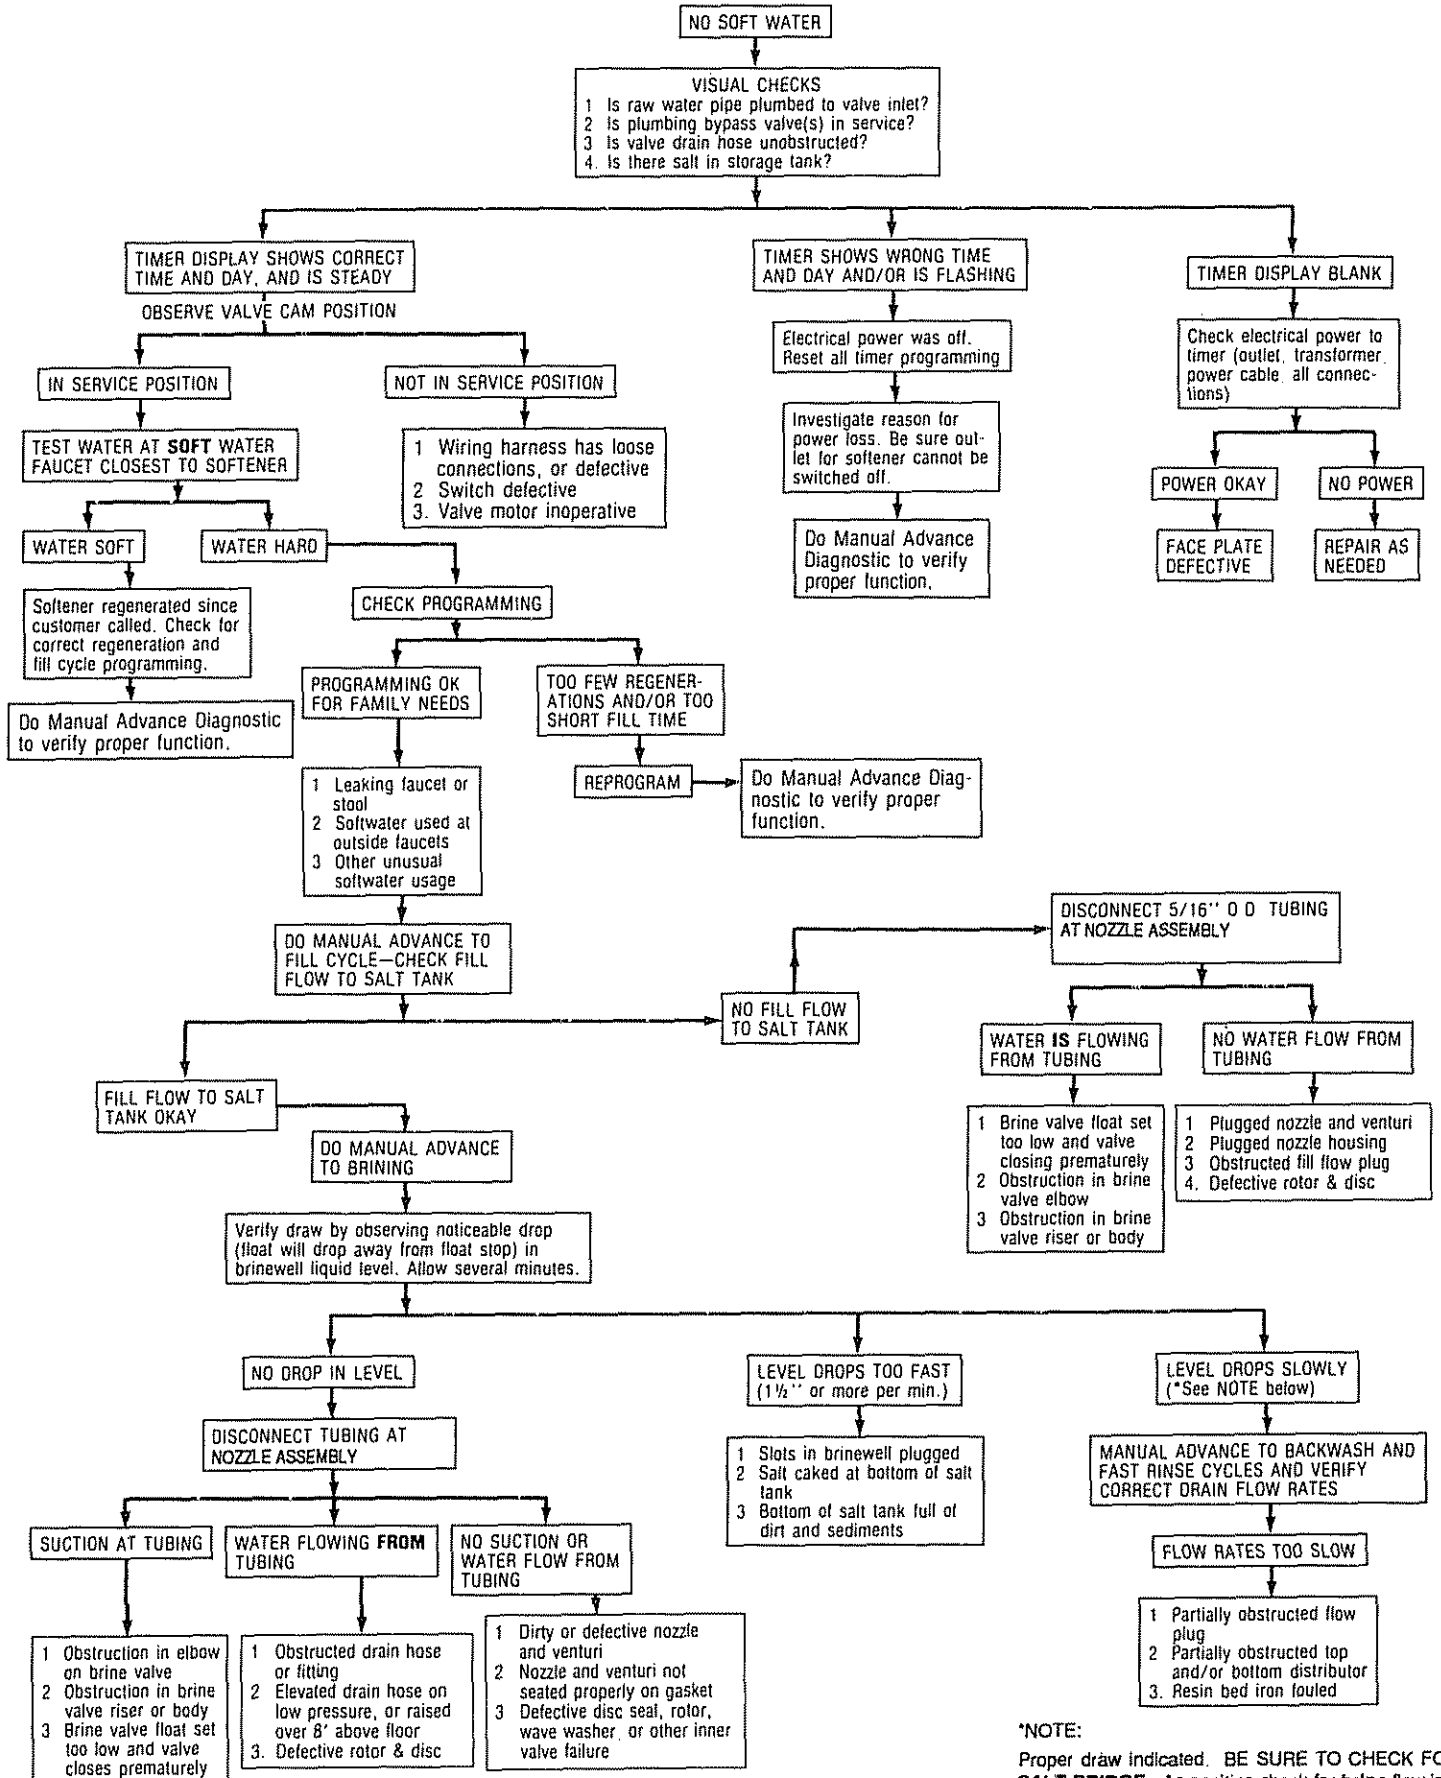 NO SOFT WATER
VISUAL CHECKS
1 Is raw water pipe plumbed to valve inlet?
2 Is plumbing bypass valve(s) in service?
3 Is valve drain hose unobstructed?
4. Is there salt in storage tank?
TIMER DISPLAY SHOWS CORRECT
TIME AND DAY, AND IS STEADY
OBSERVE VALVE CAM POSITION
TIMER SHOWS WRONG TIME
AND DAY AND/OR IS FLASHING
TIMER DISPLAY BLANK
Electrical power was off.
Reset all timer programming
Check electrical power to
timer (outlet, transformer,
power cable, all connec-
tions)
IN SERVICE POSITION
NOT IN SERVICE POSITION
Investigate reason for
power loss. Be sure out-
let for softener cannot be
switched off.
TEST WATER AT SOFT WATER
FAUCET CLOSEST TO SOFTENER
1 Wiring harness has loose
connections, or defective
2 Switch defective
3. Valve motor inoperative
POWER OKAY
NO POWER
WATER SOFT
WATER HARD
Do Manual Advance
Diagnostic to verify
proper function.
FACE PLATE
DEFECTIVE
REPAIR AS
NEEDED
Softener regenerated since
customer called. Check for
correct regeneration and
fill cycle programming.
CHECK PROGRAMMING
Do Manual Advance Diagnostic
to verify proper function.
PROGRAMMING OK
FOR FAMILY NEEDS
TOO FEW REGENER-
ATIONS AND/OR TOO
SHORT FILL TIME
1 Leaking faucet or
stool
2 Softwater used at
outside faucets
3 Other unusual
softwater usage
REPROGRAM
Do Manual Advance Diag-
nostic to verify proper
function.
DO MANUAL ADVANCE TO
FILL CYCLE—CHECK FILL
FLOW TO SALT TANK
DISCONNECT 5/16'' O D TUBING
AT NOZZLE ASSEMBLY
NO FILL FLOW
TO SALT TANK
WATER IS FLOWING
FROM TUBING
NO WATER FLOW FROM
TUBING
FILL FLOW TO SALT
TANK OKAY
1 Brine valve float set
too low and valve
closing prematurely
2 Obstruction in brine
valve elbow
3 Obstruction in brine
valve riser or body
1 Plugged nozzle and venturi
2 Plugged nozzle housing
3 Obstructed fill flow plug
4. Defective rotor & disc
DO MANUAL ADVANCE
TO BRINING
Verify draw by observing noticeable drop
(float will drop away from float stop) in
brinewell liquid level. Allow several minutes.
NO DROP IN LEVEL
LEVEL DROPS TOO FAST
(1½'' or more per min.)
LEVEL DROPS SLOWLY
(*See NOTE below)
DISCONNECT TUBING AT
NOZZLE ASSEMBLY
1 Slots in brinewell plugged
2 Salt caked at bottom of salt
tank
3 Bottom of salt tank full of
dirt and sediments
MANUAL ADVANCE TO BACKWASH AND
FAST RINSE CYCLES AND VERIFY
CORRECT DRAIN FLOW RATES
SUCTION AT TUBING
WATER FLOWING FROM
TUBING
NO SUCTION OR
WATER FLOW FROM
TUBING
FLOW RATES TOO SLOW
1 Obstruction in elbow
on brine valve
2 Obstruction in brine
valve riser or body
3 Brine valve float set
too low and valve
closes prematurely
1 Obstructed drain hose
or fitting
2 Elevated drain hose on
low pressure, or raised
over 8' above floor
3. Defective rotor & disc
1 Dirty or defective nozzle
and venturi
2 Nozzle and venturi not
seated properly on gasket
3 Defective disc seal, rotor,
wave washer, or other inner
valve failure
1 Partially obstructed flow
plug
2 Partially obstructed top
and/or bottom distributor
3. Resin bed iron fouled
*NOTE:
Proper draw indicated. BE SURE TO CHECK